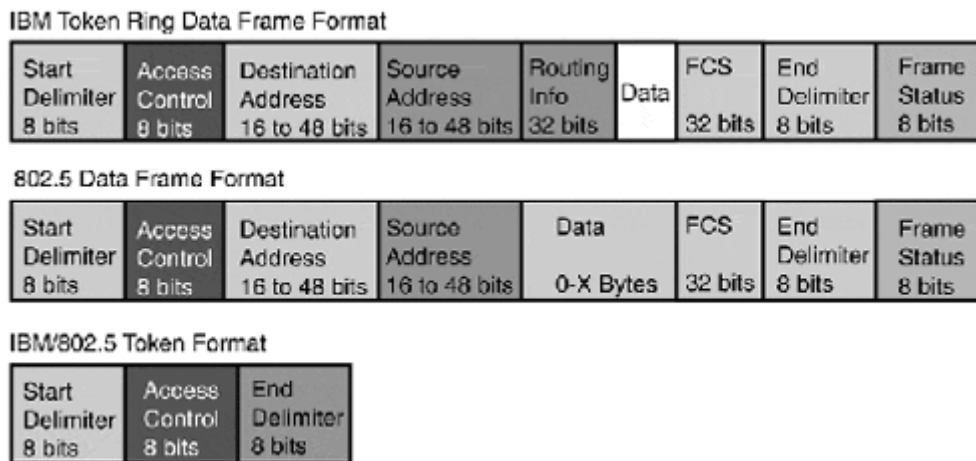 IBM Token Ring Data Frame Format
Start Delimiter 8 bits
Access Control 8 bits
Destination Address 16 to 48 bits
Source Address 16 to 48 bits
Routing Info 32 bits
Data
FCS 32 bits
End Delimiter 8 bits
Frame Status 8 bits
802.5 Data Frame Format
Start Delimiter 8 bits
Access Control 8 bits
Destination Address 16 to 48 bits
Source Address 16 to 48 bits
Data 0-X Bytes
FCS 32 bits
End Delimiter 8 bits
Frame Status 8 bits
IBM/802.5 Token Format
Start Delimiter 8 bits
Access Control 8 bits
End Delimiter 8 bits